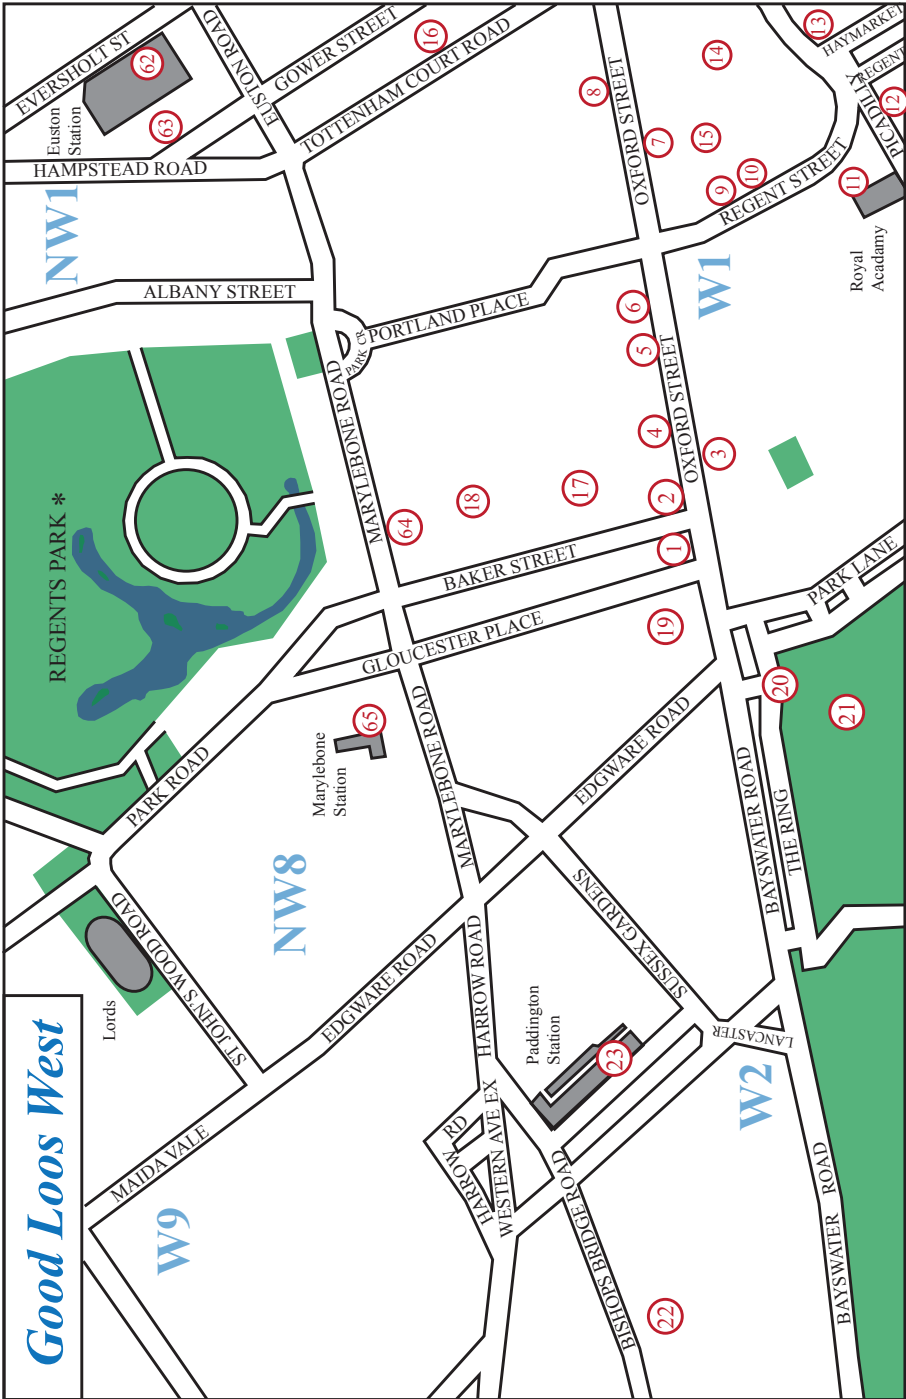 Good Loos West
W9
MAIDA VALE
Lords
ST JOHN'S WOOD ROAD
EDGWARE ROAD
NW8
PARK ROAD
REGENTS PARK *
Marylebone
Station
65
MARYLEBONE ROAD
GLOUCESTER PLACE
BAKER STREET
MARYLEBONE ROAD
64
18
17
PARK CR
PORTLAND PLACE
ALBANY STREET
NW1
HAMPSTEAD ROAD
Euston
Station
EVERSHOLT ST
62
63
EUSTON ROAD
GOWER STREET
16
TOTTENHAM COURT ROAD
HARROW RD
WESTERN AVE EX
HARROW ROAD
BISHOPS BRIDGE ROAD
22
Paddington
Station
23
SUSSEX GARDENS
EDGWARE ROAD
LANCASTER
W2
BAYSWATER ROAD
BAYSWATER ROAD
THE RING
20
21
19
1
2
3
4
5
6
OXFORD STREET
PARK LANE
W1
OXFORD STREET
7
8
9
10
15
14
REGENT STREET
Royal
Acadamy
11
12
PICADILLY
REGENT
HAYMARKET
13